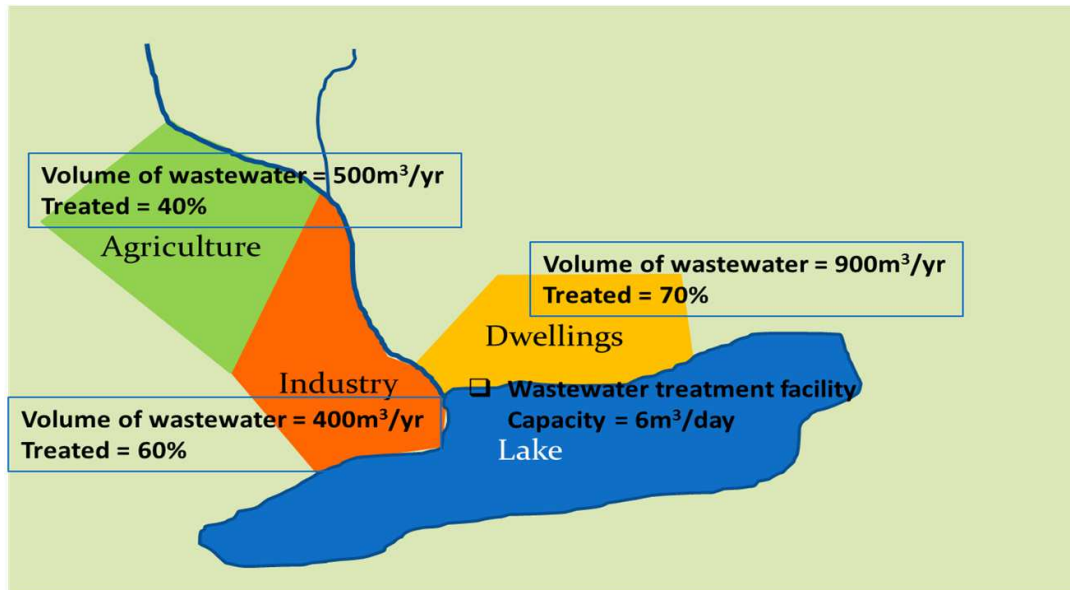 Volume of wastewater = 500m³/yr
Treated = 40%
Agriculture
Volume of wastewater = 900m³/yr
Treated = 70%
Dwellings
Industry
❑ Wastewater treatment facility
Capacity = 6m³/day
Volume of wastewater = 400m³/yr
Treated = 60%
Lake